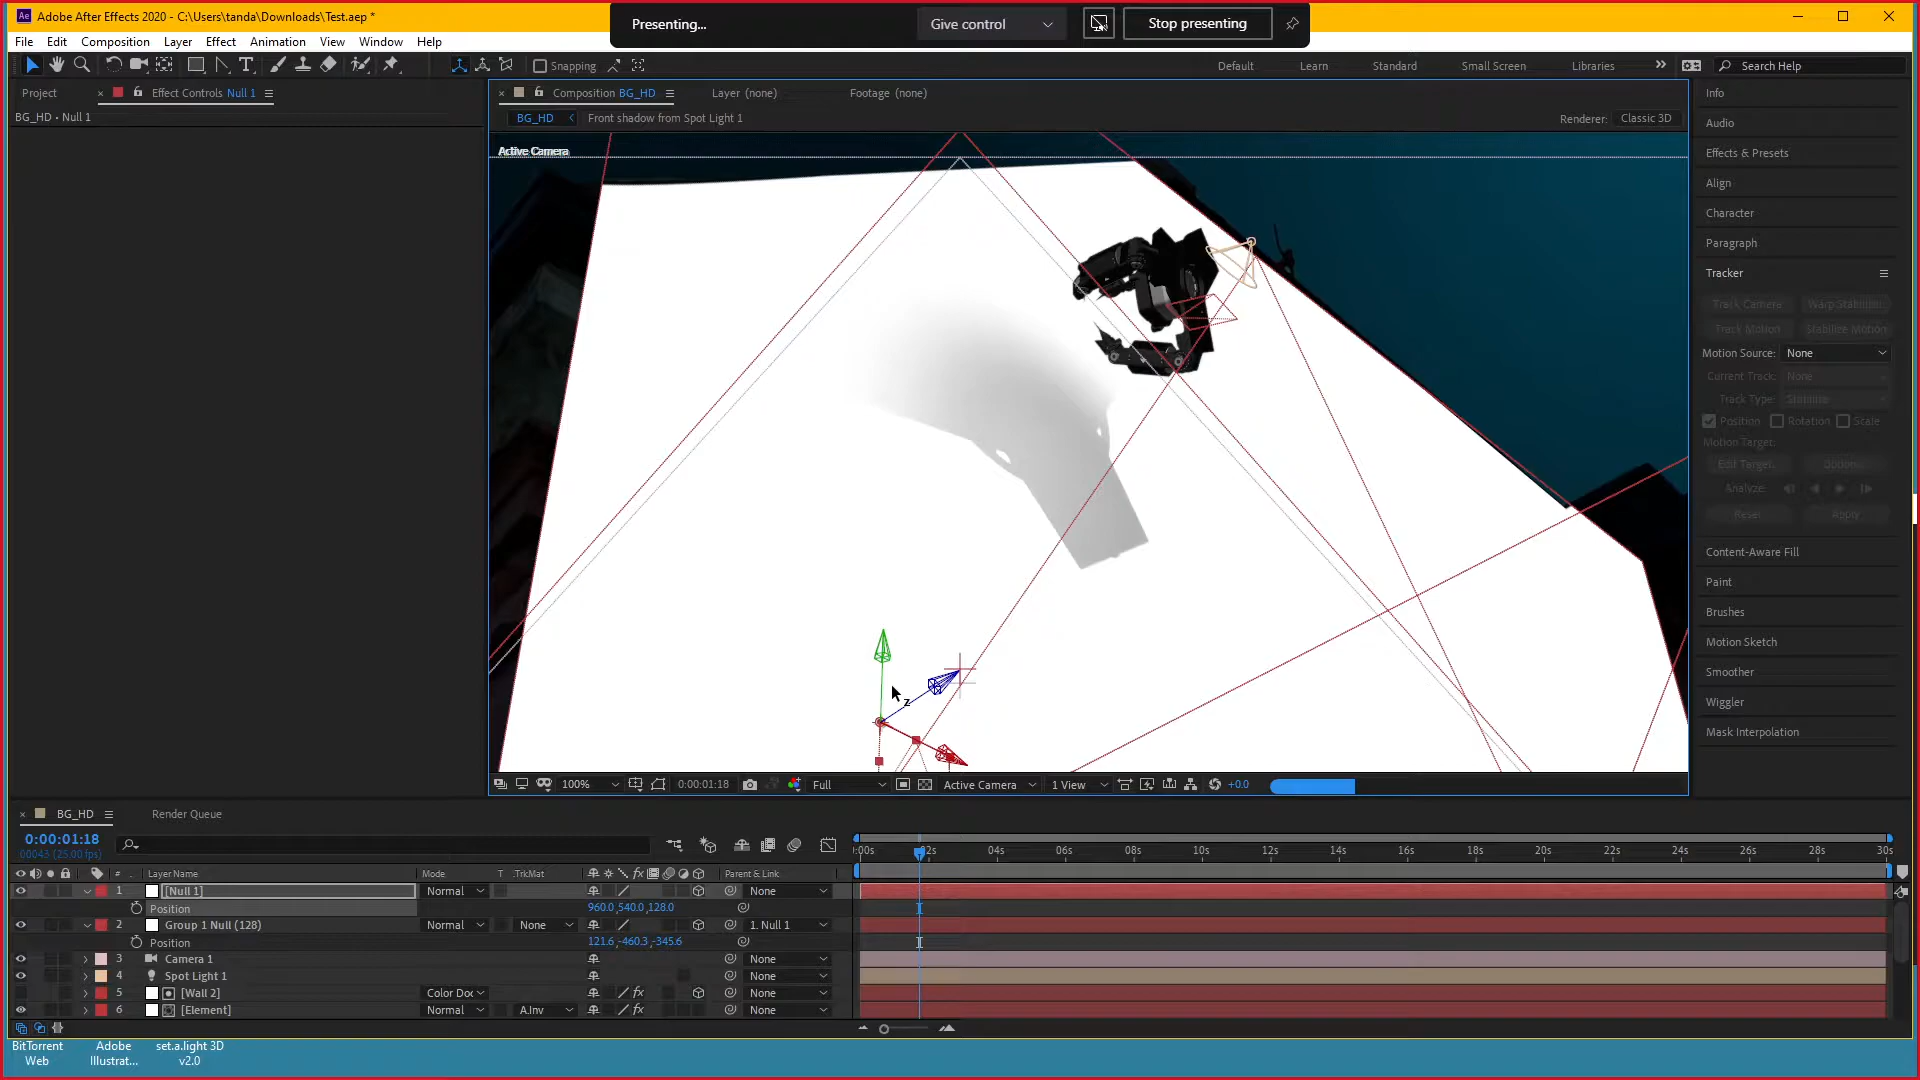 Adobe After Effects 2020 - C:\Users\tanda\Downloads\Test.aep *
Presenting...
Give control
Stop presenting
File Edit Composition Layer Effect Animation View Window Help
Snapping
Default Learn Standard Small Screen Libraries
Search Help
Project
Effect Controls Null 1
BG_HD • Null 1
Composition BG_HD
Layer (none)
Footage (none)
BG_HD
Front shadow from Spot Light 1
Renderer: Classic 3D
Active Camera
Info
Audio
Effects & Presets
Align
Character
Paragraph
Tracker
Track Camera Warp Stabilizer
Track Motion Stabilize Motion
Motion Source: None
Current Track: None
Track Type: Stabilize
Position Rotation Scale
Motion Target:
Edit Target... Options...
Analyze:
Reset Apply
Content-Aware Fill
Paint
Brushes
Motion Sketch
Smoother
Wiggler
Mask Interpolation
z
100%
0:00:01:18
Full
Active Camera
1 View
+0.0
BG_HD
Render Queue
0:00:01:18
00043 (25.00 fps)
:00s 02s 04s 06s 08s 10s 12s 14s 16s 18s 20s 22s 24s 26s 28s 30s
# Layer Name Mode T .TrkMat Parent & Link
1 [Null 1] Normal None
Position 960.0,540.0,128.0
2 Group 1 Null (128) Normal None 1. Null 1
Position 121.6,-460.3,-345.6
3 Camera 1 None
4 Spot Light 1 None
5 [Wall 2] Color Doc None
6 [Element] Normal A.Inv None
BitTorrent Web
Adobe Illustrat...
set.a.light 3D v2.0